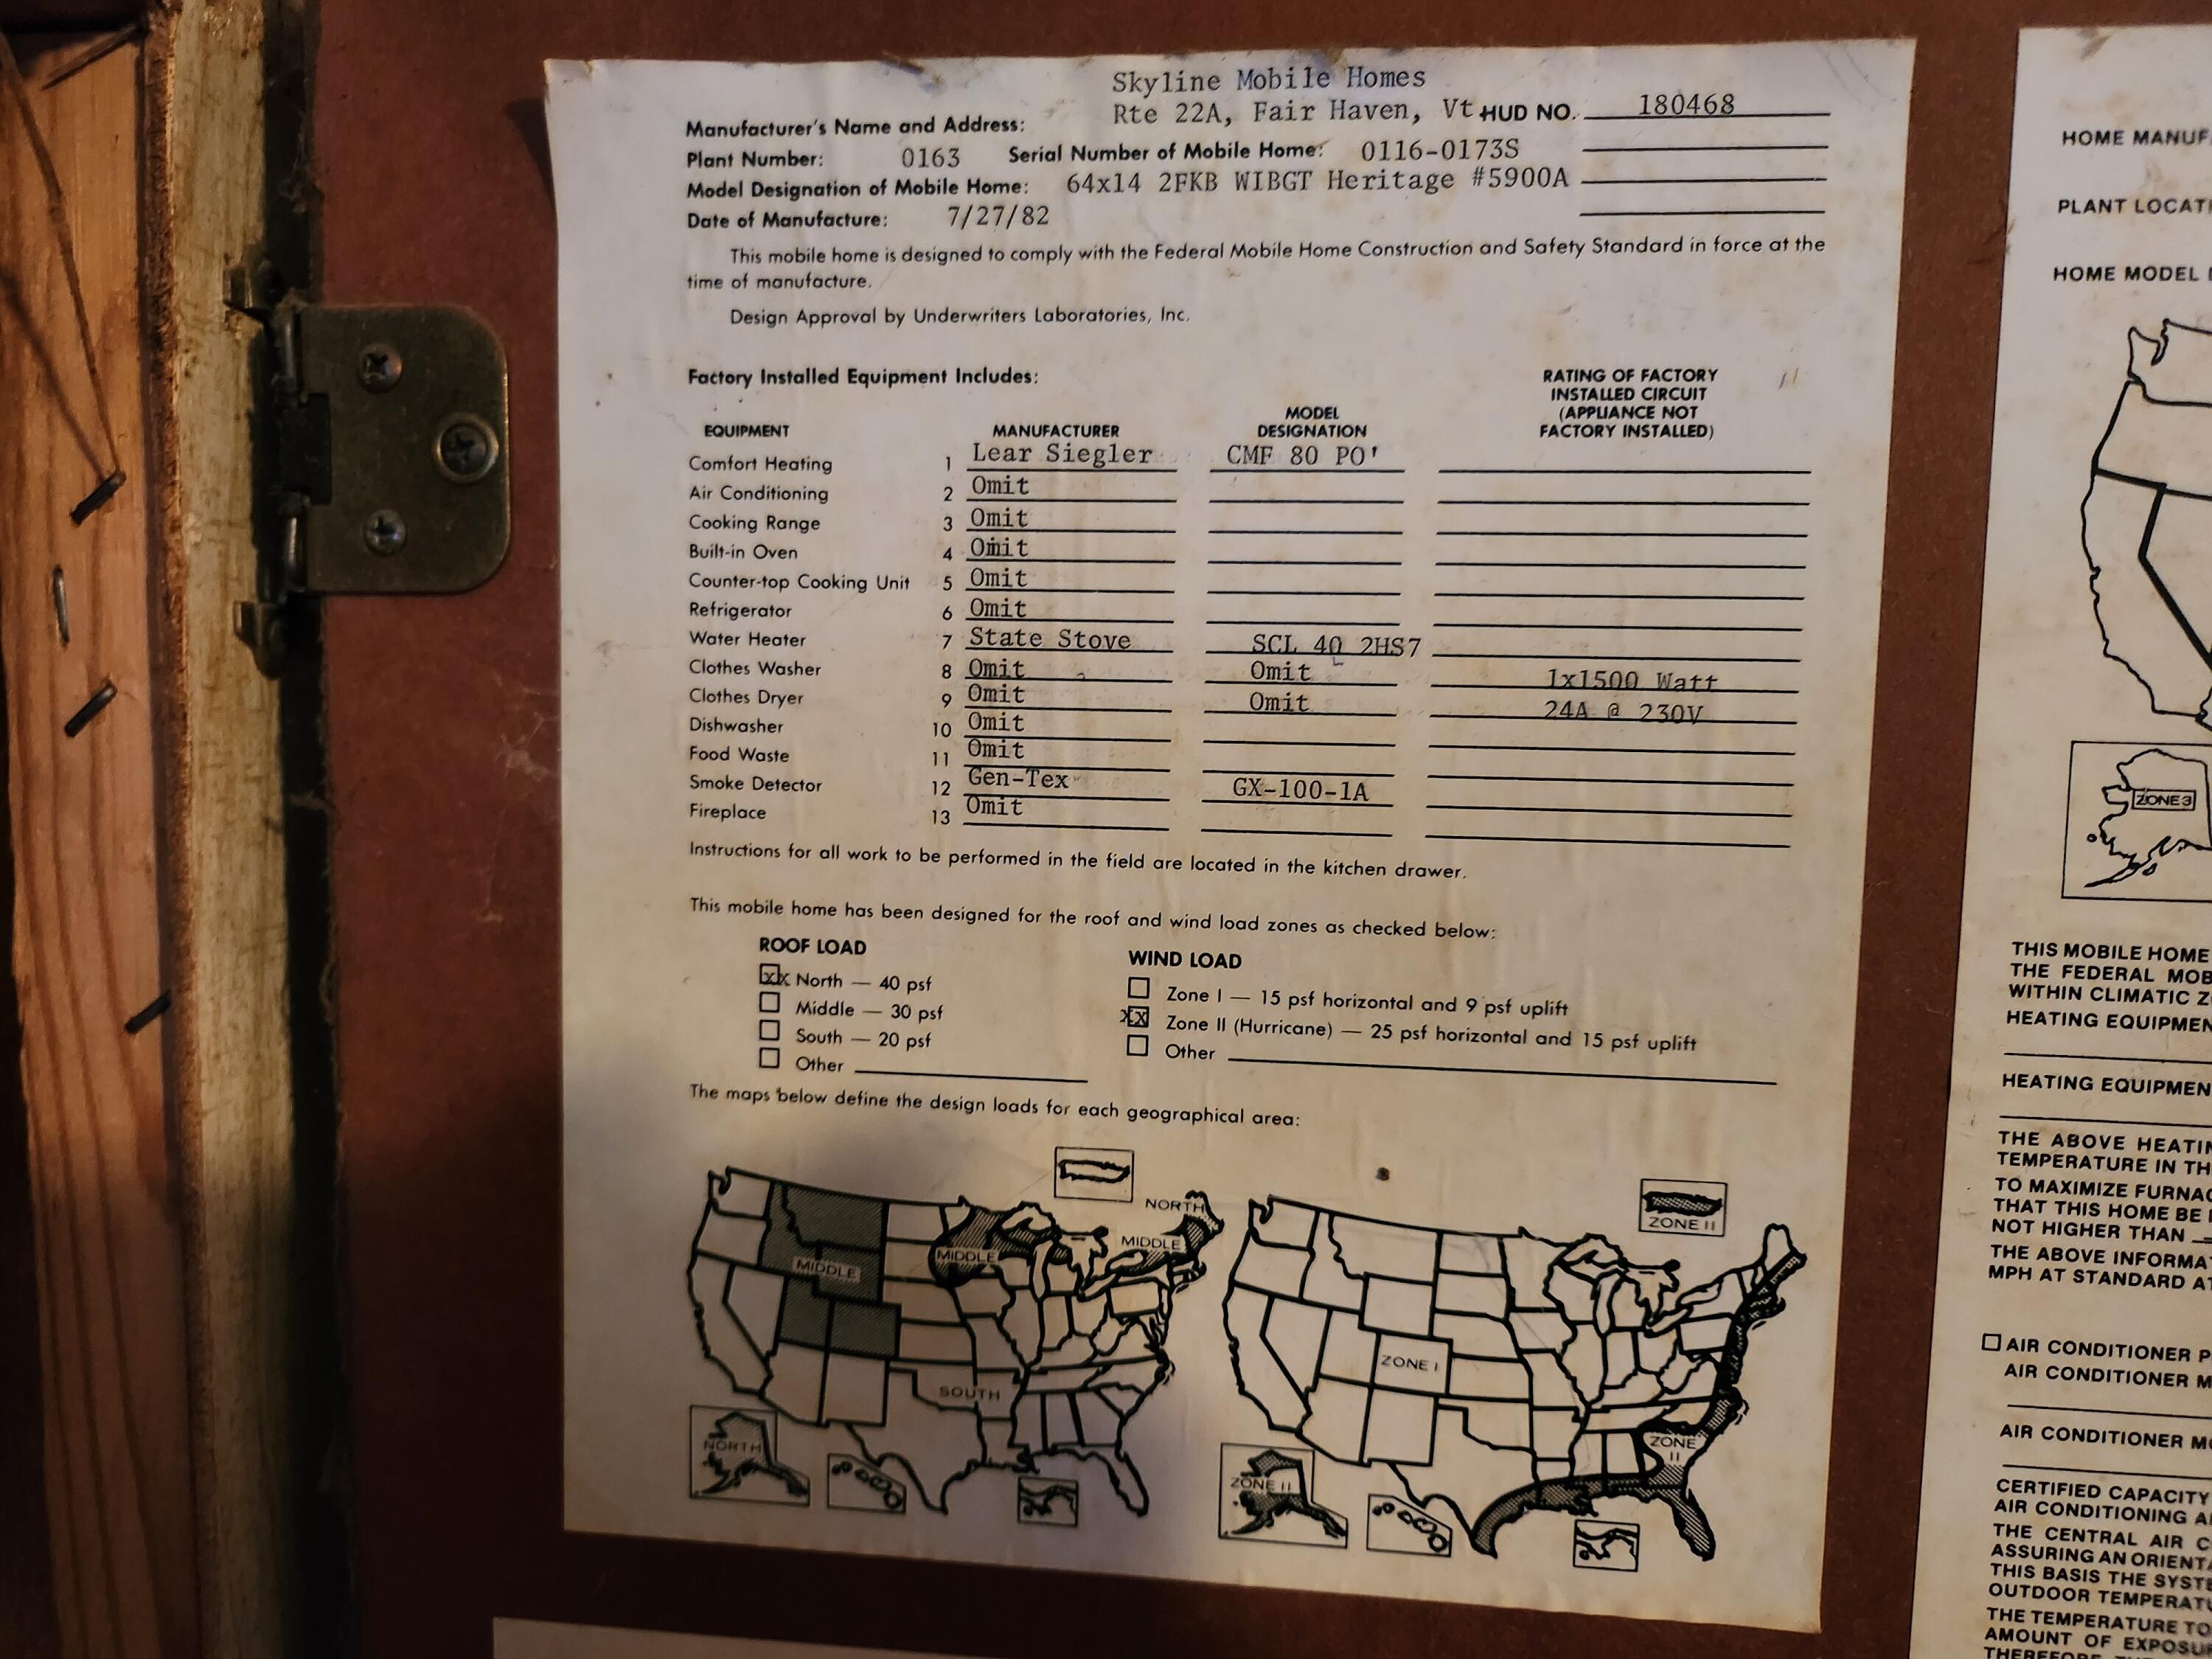 Skyline Mobile Homes
Manufacturer's Name and Address: Rte 22A, Fair Haven, Vt. HUD NO. 180468
Plant Number: 0163 Serial Number of Mobile Home: 0116-0173S
Model Designation of Mobile Home: 64x14 2FKB WIBGT Heritage #5900A
Date of Manufacture: 7/27/82
This mobile home is designed to comply with the Federal Mobile Home Construction and Safety Standard in force at the
time of manufacture.
Design Approval by Underwriters Laboratories, Inc.
Factory Installed Equipment Includes:
RATING OF FACTORY
INSTALLED CIRCUIT
(APPLIANCE NOT
FACTORY INSTALLED)
MODEL
DESIGNATION
EQUIPMENT MANUFACTURER
Comfort Heating 1 Lear Siegler CMF 80 PO'
Air Conditioning 2 Omit
Cooking Range 3 Omit
Built-in Oven 4 Omit
Counter-top Cooking Unit 5 Omit
Refrigerator 6 Omit
Water Heater 7 State Stove SCL 40 2HS7
Clothes Washer 8 Omit Omit 1x1500 Watt
Clothes Dryer 9 Omit Omit 24A @ 230V
Dishwasher 10 Omit
Food Waste 11 Omit
Smoke Detector 12 Gen-Tex GX-100-1A
Fireplace 13 Omit
Instructions for all work to be performed in the field are located in the kitchen drawer.
This mobile home has been designed for the roof and wind load zones as checked below:
ROOF LOAD
xx North — 40 psf
Middle — 30 psf
South — 20 psf
Other
WIND LOAD
Zone I — 15 psf horizontal and 9 psf uplift
xx Zone II (Hurricane) — 25 psf horizontal and 15 psf uplift
Other
The maps below define the design loads for each geographical area:
NORTH
MIDDLE
MIDDLE
MIDDLE
SOUTH
NORTH
ZONE II
ZONE I
ZONE
II
ZONE II
HOME MANUF
PLANT LOCATI
HOME MODEL
ZONE 3
THIS MOBILE HOME
THE FEDERAL MOB
WITHIN CLIMATIC Z
HEATING EQUIPMEN
HEATING EQUIPMEN
THE ABOVE HEATIN
TEMPERATURE IN TH
TO MAXIMIZE FURNAC
THAT THIS HOME BE
NOT HIGHER THAN
THE ABOVE INFORMAT
MPH AT STANDARD AT
AIR CONDITIONER P
AIR CONDITIONER M
AIR CONDITIONER MO
CERTIFIED CAPACITY
AIR CONDITIONING A
THE CENTRAL AIR C
ASSURING AN ORIENTA
THIS BASIS THE SYSTE
OUTDOOR TEMPERATU
THE TEMPERATURE TO
AMOUNT OF EXPOSUR